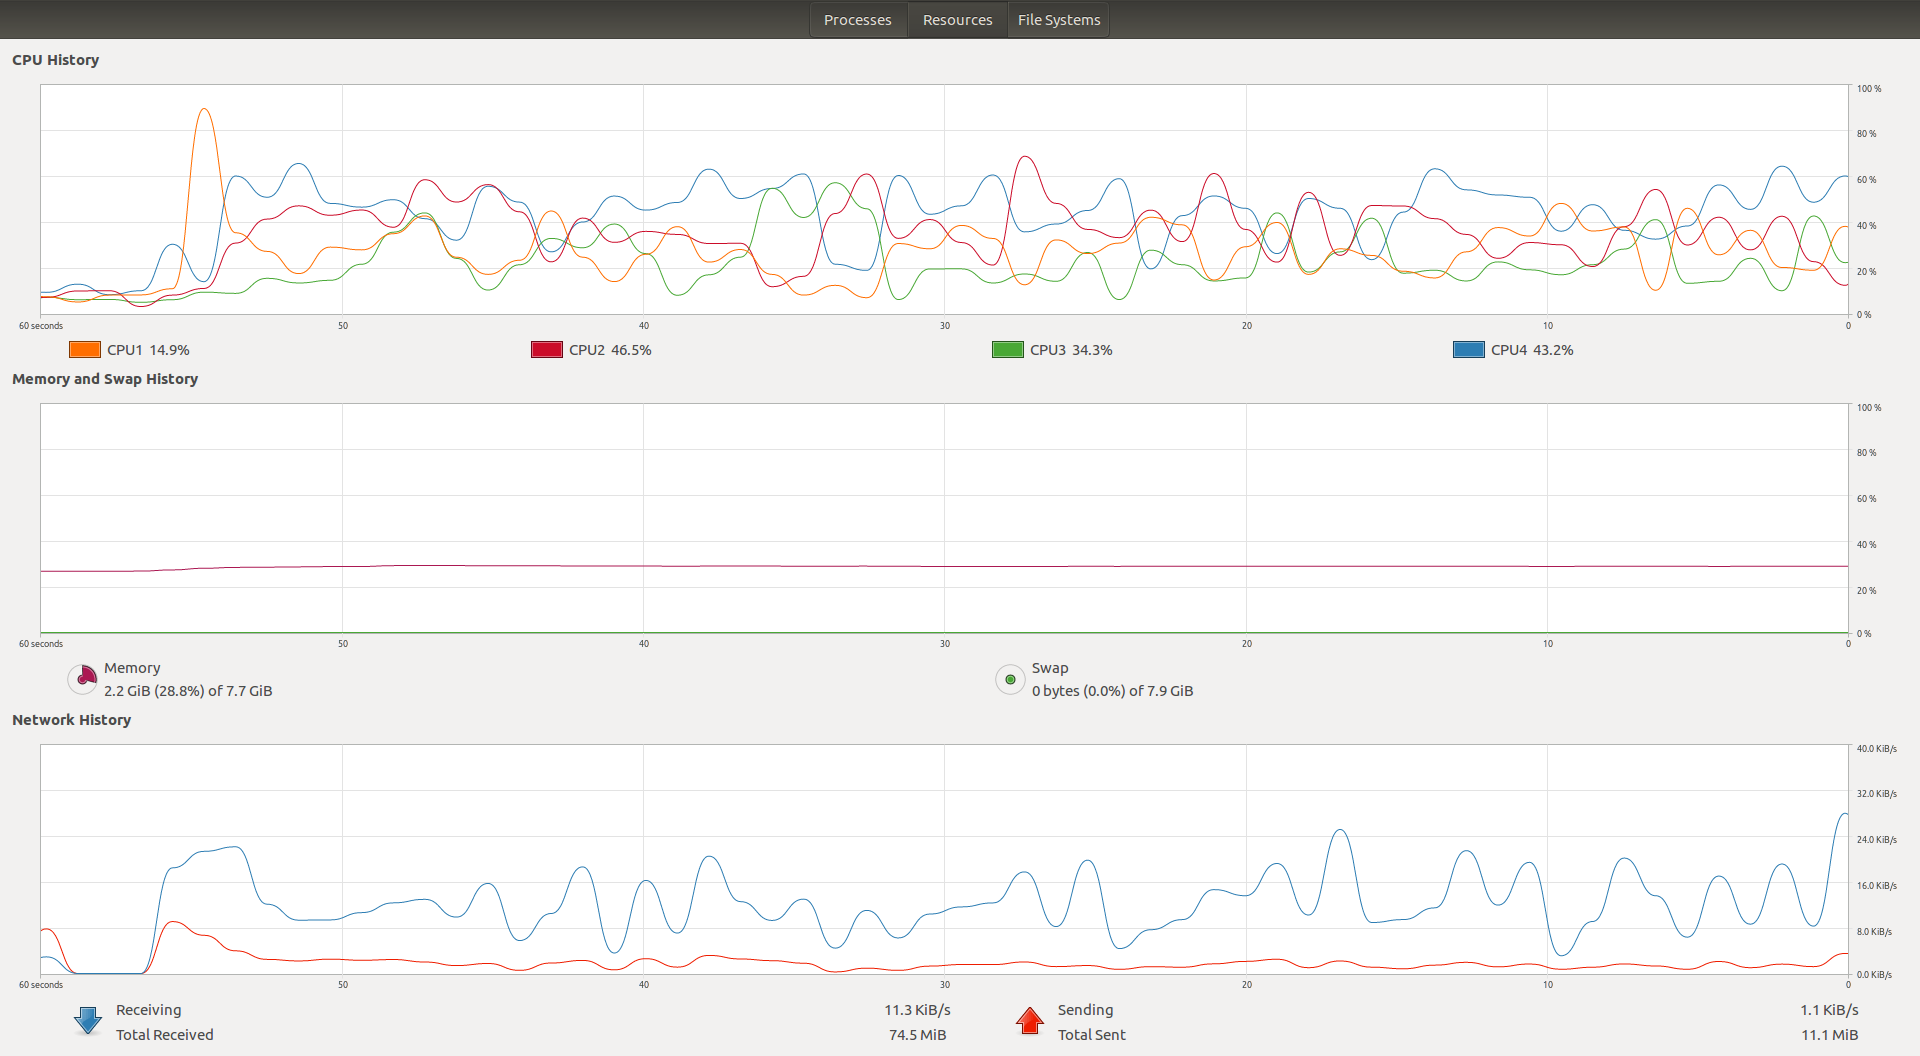 Processes Resources File Systems
CPU History
100 %
80 %
60 %
40 %
20 %
0 %
60 seconds 50 40 30 20 10 0
CPU1 14.9% CPU2 46.5% CPU3 34.3% CPU4 43.2%
Memory and Swap History
100 %
80 %
60 %
40 %
20 %
0 %
60 seconds 50 40 30 20 10 0
Memory Swap
2.2 GiB (28.8%) of 7.7 GiB 0 bytes (0.0%) of 7.9 GiB
Network History
40.0 KiB/s
32.0 KiB/s
24.0 KiB/s
16.0 KiB/s
8.0 KiB/s
0.0 KiB/s
60 seconds 50 40 30 20 10 0
Receiving 11.3 KiB/s Sending 1.1 KiB/s
Total Received 74.5 MiB Total Sent 11.1 MiB